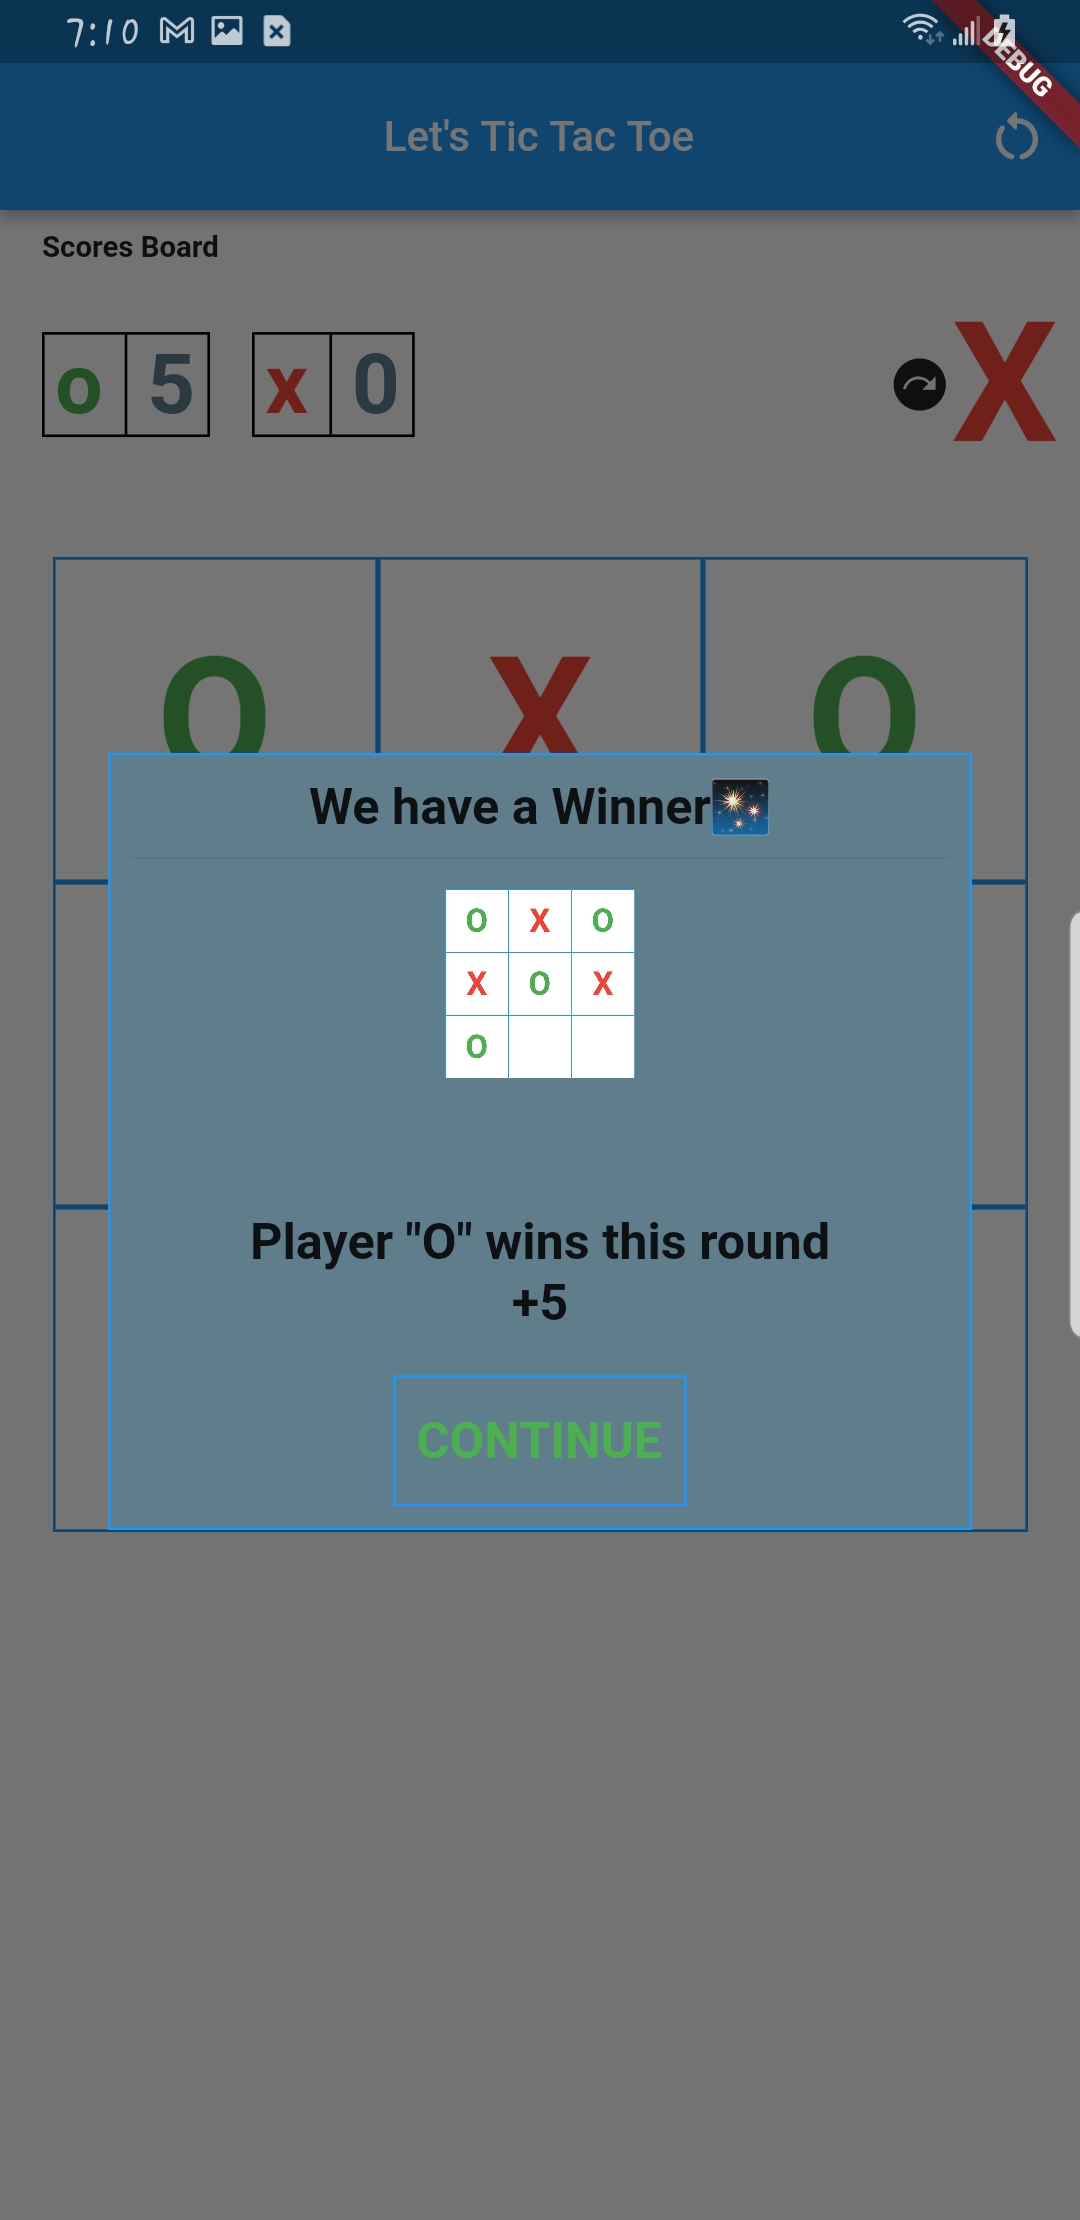 7:10
DEBUG
Let's Tic Tac Toe
Scores Board
o 5 x 0 X
O X O
We have a Winner🎇
O X O
X O X
O
Player "O" wins this round
+5
CONTINUE